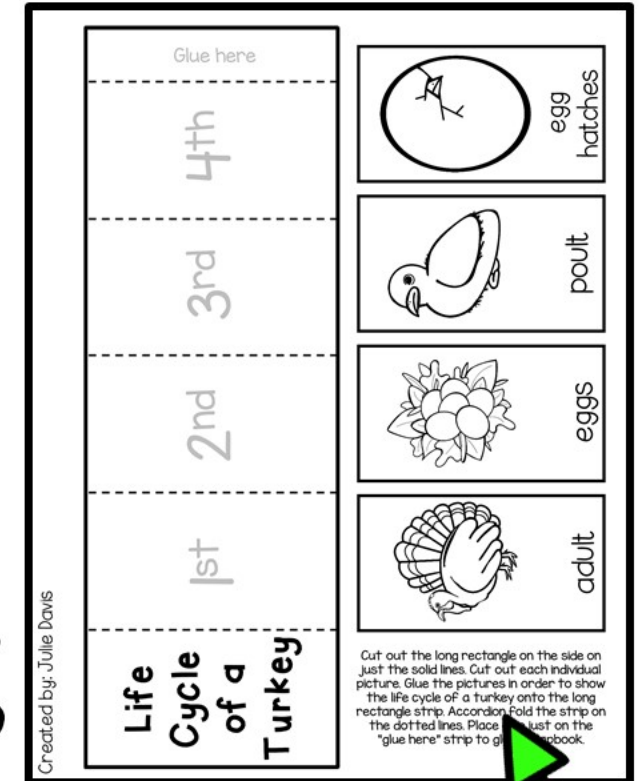 Created by: Julie Davis
Life
Cycle
of a
Turkey
1st
2nd
3rd
4th
Glue here
egg
hatches
poult
eggs
adult
Cut out the long rectangle on the side on
just the solid lines. Cut out each individual
picture. Glue the pictures in order to show
the life cycle of a turkey onto the long
rectangle strip. Accordion fold the strip on
the dotted lines. Place just on the
"glue here" strip to